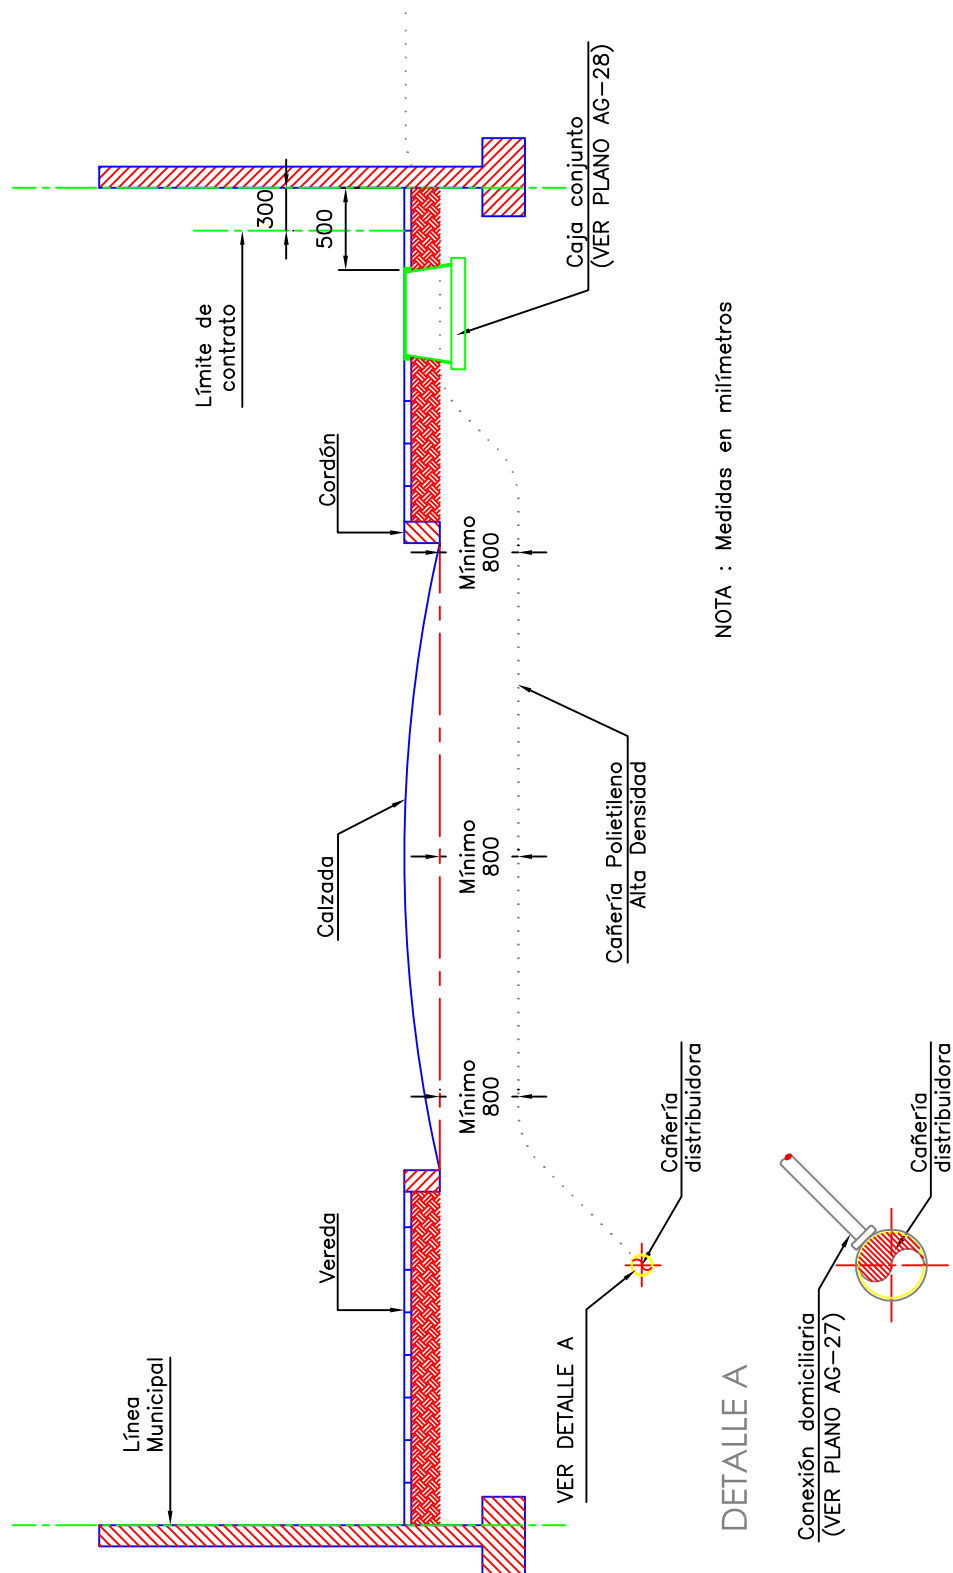 Línea
Municipal
Vereda
Calzada
Cordón
Límite de
contrato
300
500
Caja conjunto
(VER PLANO AG-28)
Mínimo
800
Mínimo
800
Mínimo
800
Cañería Polietileno
Alta Densidad
VER DETALLE A
Cañería
distribuidora
NOTA : Medidas en milímetros
DETALLE A
Conexión domiciliaria
(VER PLANO AG-27)
Cañería
distribuidora